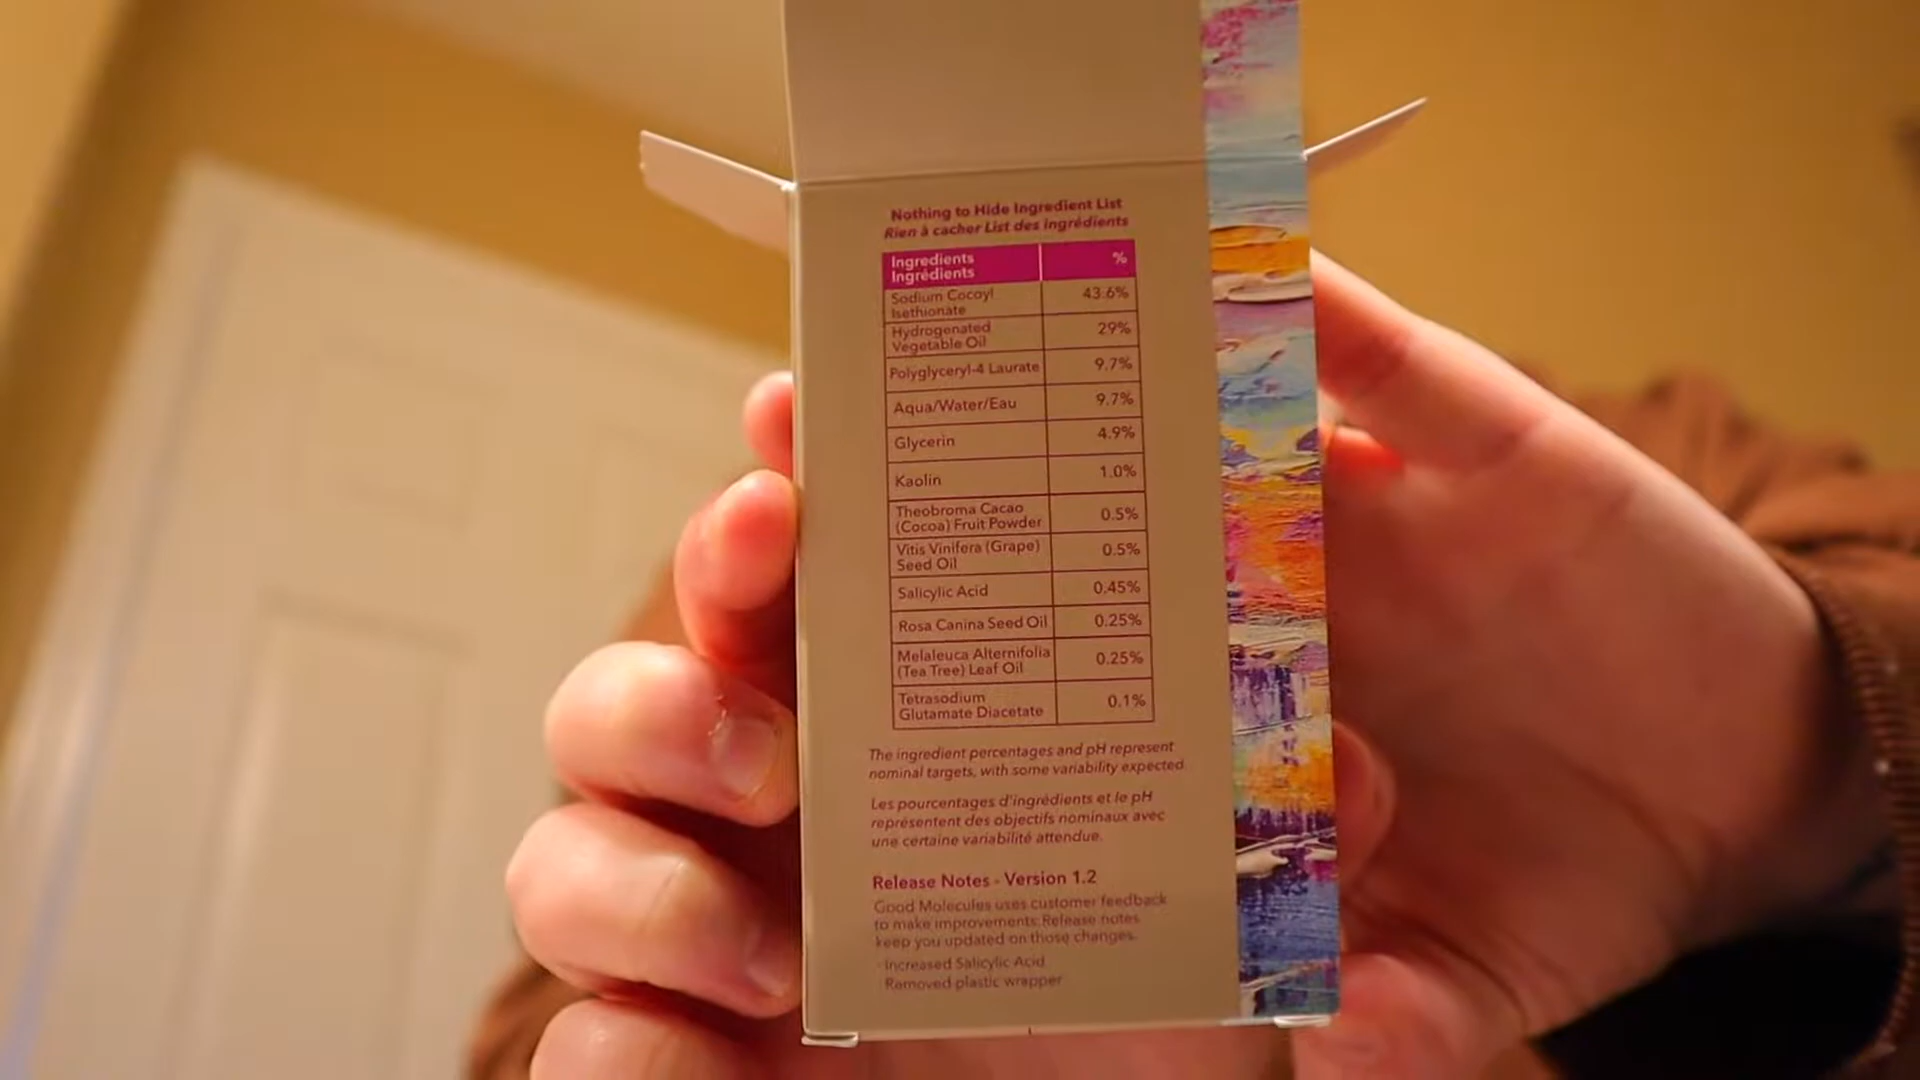 Nothing to Hide Ingredient List
Rien à cacher List des ingrédients
Ingredients %
Ingrédients
Sodium Cocoyl 43.6%
Isethionate
Hydrogenated 29%
Vegetable Oil
Polyglyceryl-4 Laurate 9.7%
Aqua/Water/Eau 9.7%
Glycerin 4.9%
Kaolin 1.0%
Theobroma Cacao 0.5%
(Cocoa) Fruit Powder
Vitis Vinifera (Grape) 0.5%
Seed Oil
Salicylic Acid 0.45%
Rosa Canina Seed Oil 0.25%
Melaleuca Alternifolia 0.25%
(Tea Tree) Leaf Oil
Tetrasodium 0.1%
Glutamate Diacetate
The ingredient percentages and pH represent
nominal targets, with some variability expected.
Les pourcentages d'ingrédients et le pH
représentent des objectifs nominaux avec
une certaine variabilité attendue.
Release Notes - Version 1.2
Good Molecules uses customer feedback
to make improvements. Release notes
keep you updated on those changes.
- Increased Salicylic Acid
- Removed plastic wrapper